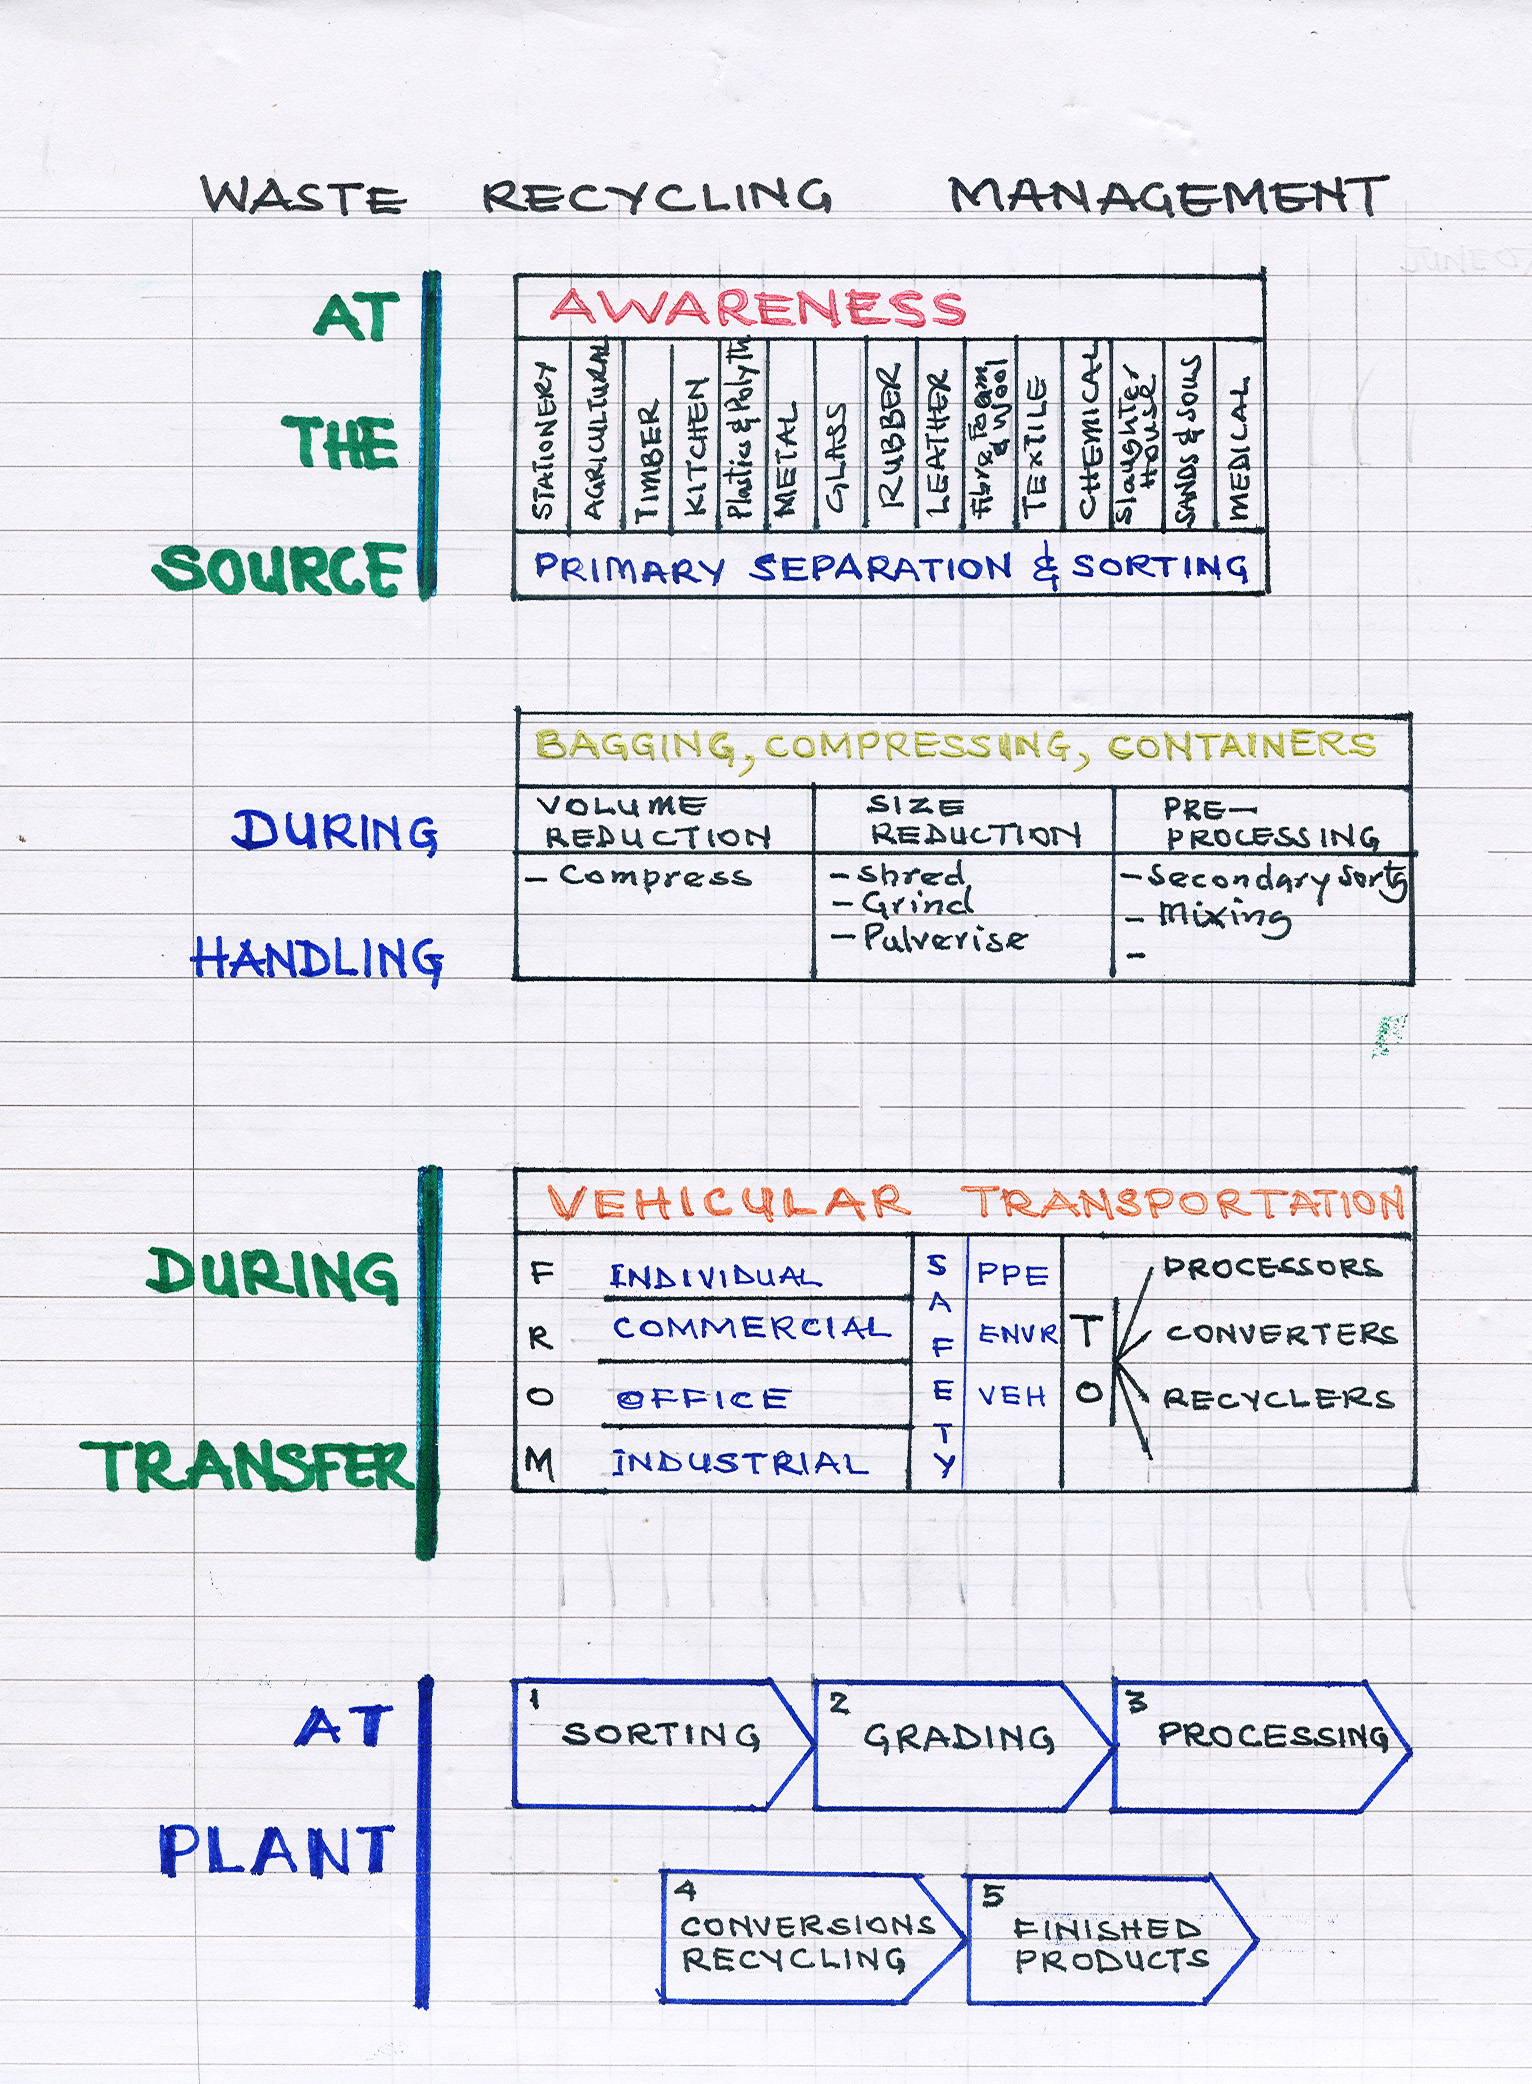 WASTE RECYCLING MANAGEMENT
AT
THE
SOURCE
AWARENESS
STATIONERY
AGRICULTURAL
TIMBER
KITCHEN
Plastics & Polyth
METAL
GLASS
RUBBER
LEATHER
Fibre, Foam
& Wool
TEXTILE
CHEMICAL
Slaughter
House
SANDS & SOILS
MEDICAL
PRIMARY SEPARATION & SORTING
DURING
HANDLING
BAGGING, COMPRESSING, CONTAINERS
VOLUME
REDUCTION
- Compress
SIZE
REDUCTION
- Shred
- Grind
- Pulverise
PRE-
PROCESSING
- Secondary Sortg
- Mixing
-
DURING
TRANSFER
VEHICULAR TRANSPORTATION
FROM
INDIVIDUAL
COMMERCIAL
OFFICE
INDUSTRIAL
SAFETY
PPE
ENVR
VEH
TO
PROCESSORS
CONVERTERS
RECYCLERS
AT
PLANT
1
SORTING
2
GRADING
3
PROCESSING
4
CONVERSIONS
RECYCLING
5
FINISHED
PRODUCTS